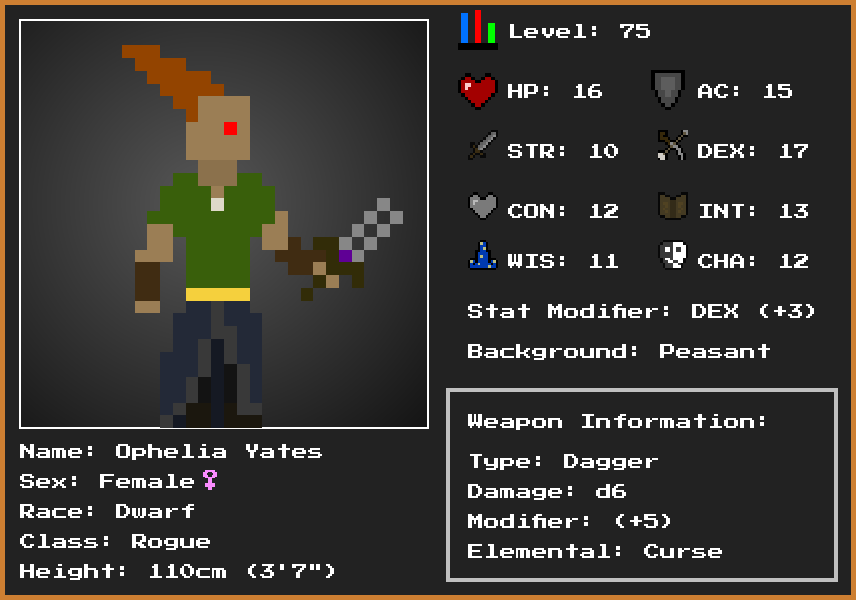 Level: 75
HP: 16
AC: 15
STR: 10
DEX: 17
CON: 12
INT: 13
WIS: 11
CHA: 12
Stat Modifier: DEX (+3)
Background: Peasant
Weapon Information:
Type: Dagger
Damage: d6
Modifier: (+5)
Elemental: Curse
Name: Ophelia Yates
Sex: Female♀
Race: Dwarf
Class: Rogue
Height: 110cm (3'7")